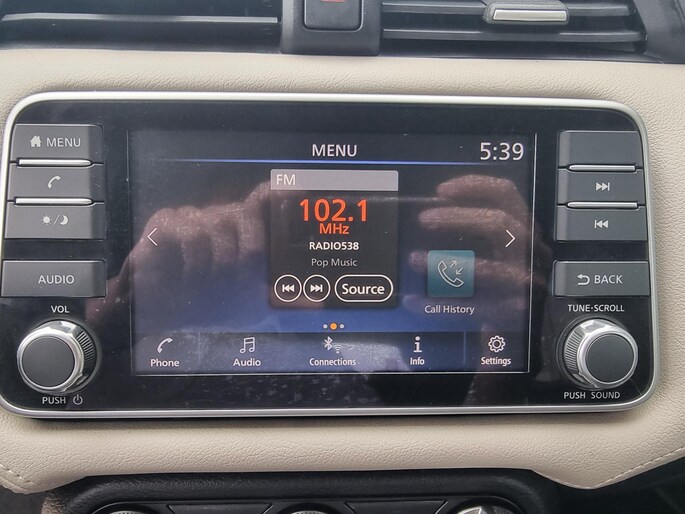 MENU
AUDIO
VOL
PUSH
MENU
5:39
FM
102.1
MHz
RADIO538
Pop Music
Source
Call History
Phone
Audio
Connections
Info
Settings
BACK
TUNE·SCROLL
PUSH SOUND